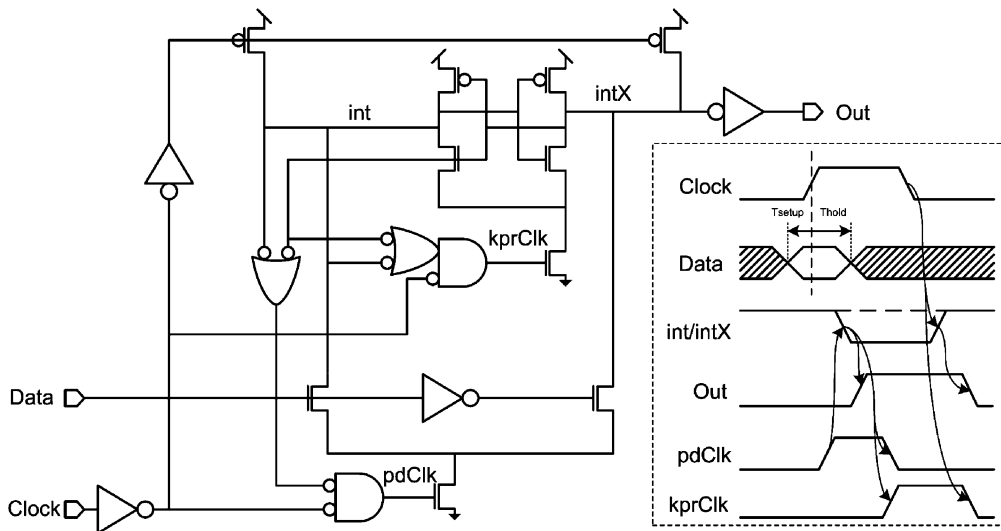 int
intX
Out
kprClk
Data
pdClk
Clock
Clock
Tsetup
Thold
Data
int/intX
Out
pdClk
kprClk